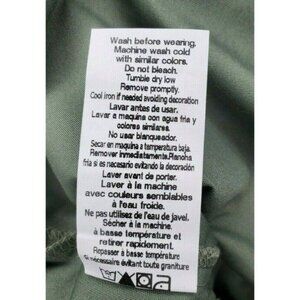 Wash before wearing.
Machine wash cold
with similar colors.
Do not bleach.
Tumble dry low
Remove promptly.
Cool iron if needed avoiding decoration
Lavar antes de usar.
Lavar a maquina con agua fria y
colores similares.
No usar blanqueador.
Secar en maquina a temperatura baja.
Remover inmediatamente. Plancha
fria si es necesario evitando la decoración
Laver avant de porter.
Laver à la machine
avec couleurs semblables
à l'eau froide.
Ne pas utilisez de l'eau de javel.
Sécher à la machine
à basse température et
retirer rapidement.
Repasser à basse température
si nécessaire évitant toute garniture